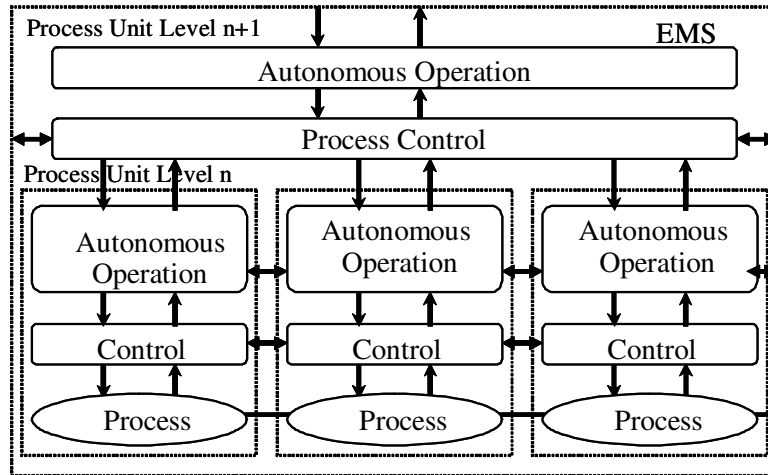 Process Unit Level n+1
EMS
Autonomous Operation
Process Control
Process Unit Level n
Autonomous
Operation
Autonomous
Operation
Autonomous
Operation
Control
Control
Control
Process
Process
Process